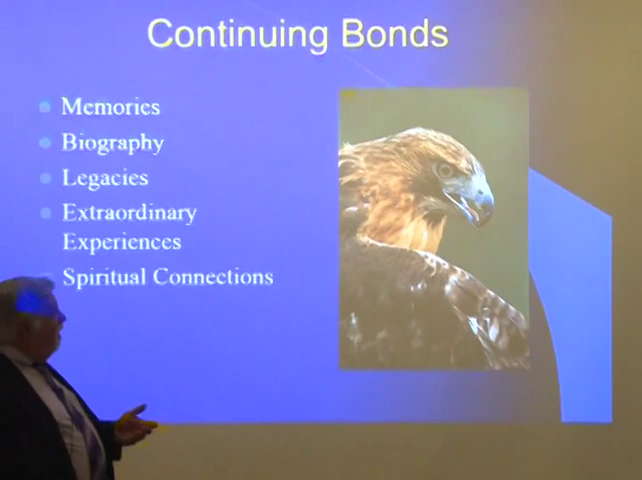 Continuing Bonds
Memories
Biography
Legacies
Extraordinary
Experiences
Spiritual Connections